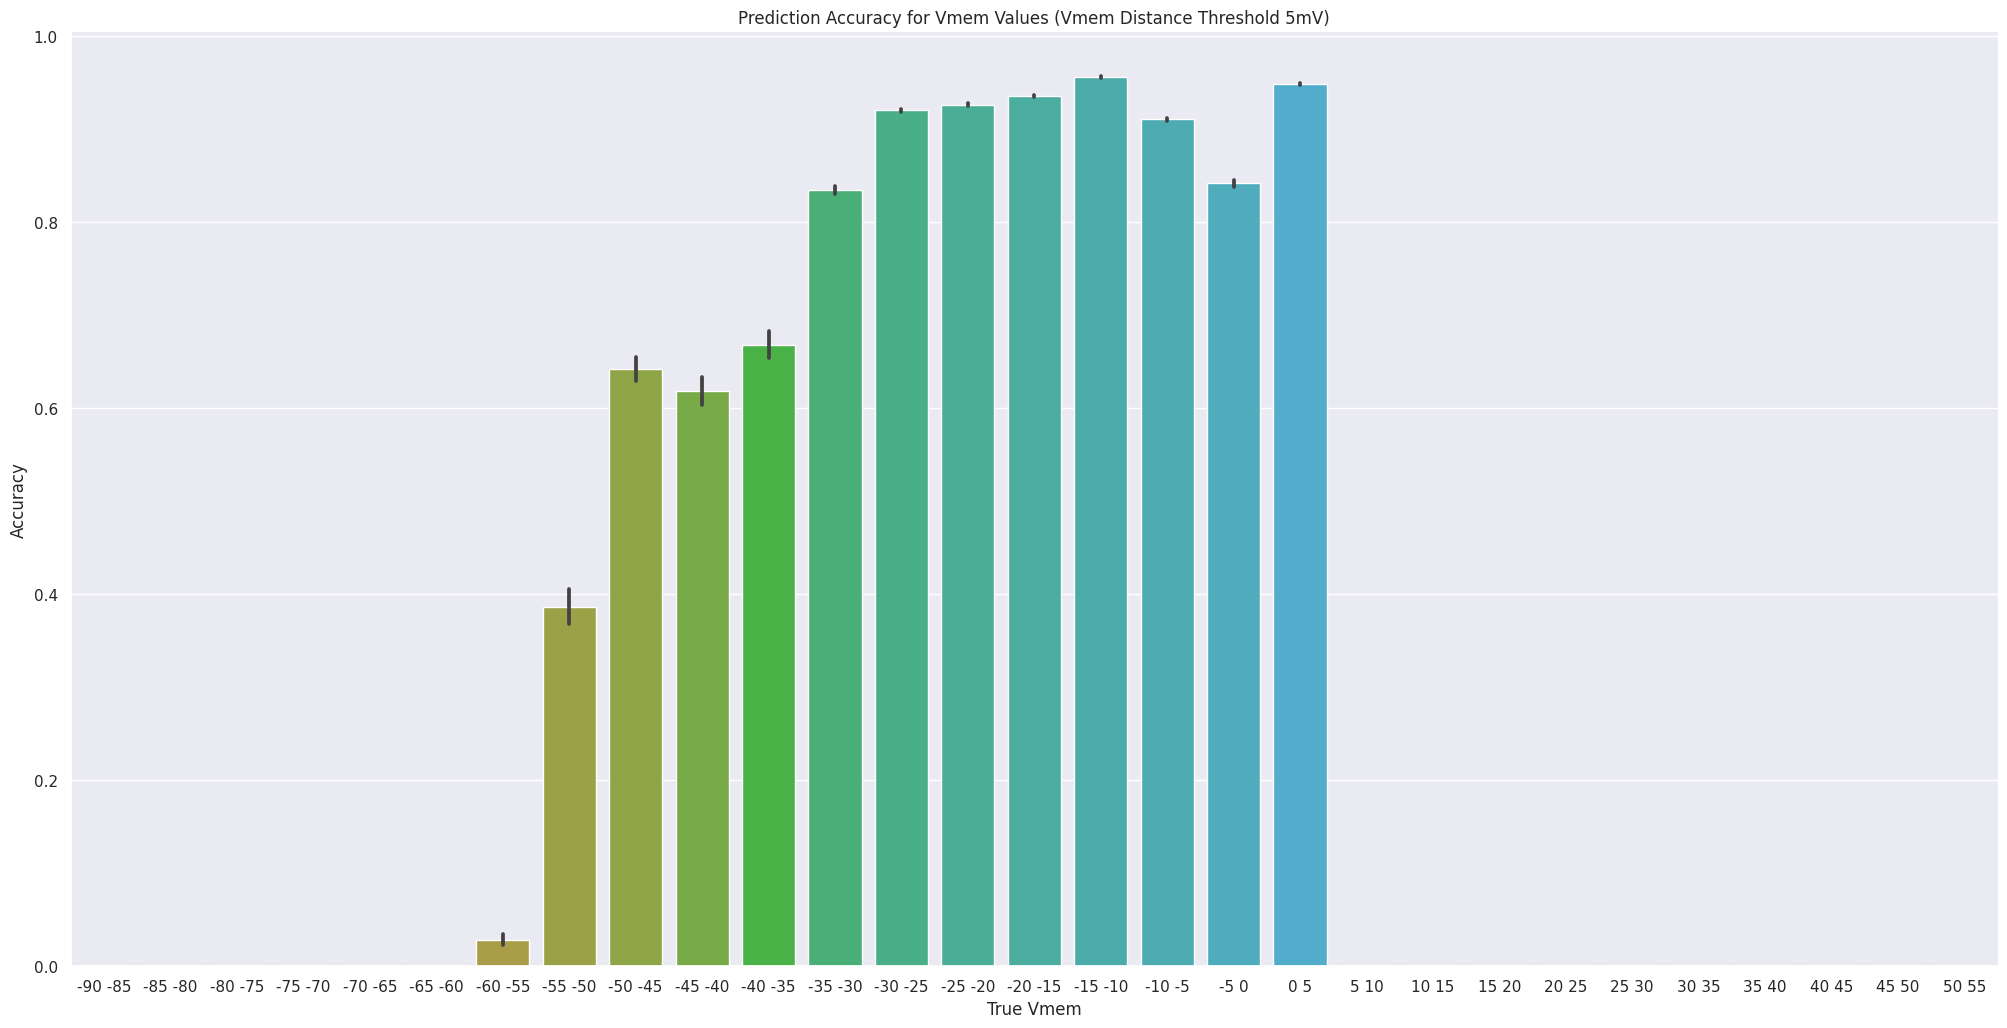 Prediction Accuracy for Vmem Values (Vmem Distance Threshold 5mV)
1.0
0.8
0.6
0.4
0.2
0.0
Accuracy
-90 -85 -85 -80 -80 -75 -75 -70 -70 -65 -65 -60 -60 -55 -55 -50 -50 -45 -45 -40 -40 -35 -35 -30 -30 -25 -25 -20 -20 -15 -15 -10 -10 -5 -5 0 0 5 5 10 10 15 15 20 20 25 25 30 30 35 35 40 40 45 45 50 50 55
True Vmem